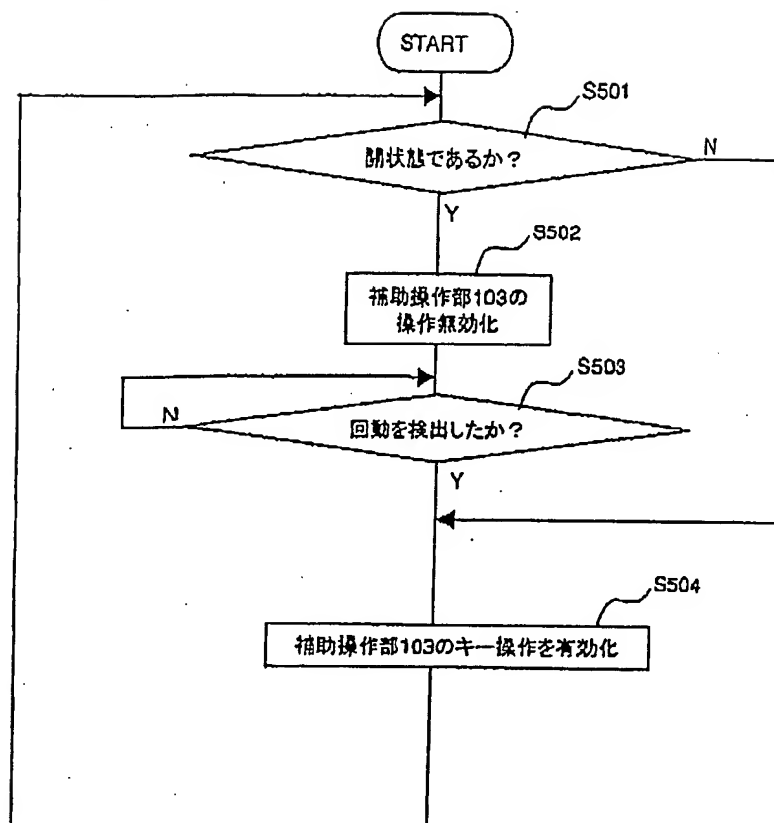 START
S501
閉状態であるか？
N
Y
S502
補助操作部103の
操作無効化
S503
N
回動を検出したか？
Y
S504
補助操作部103のキー操作を有効化